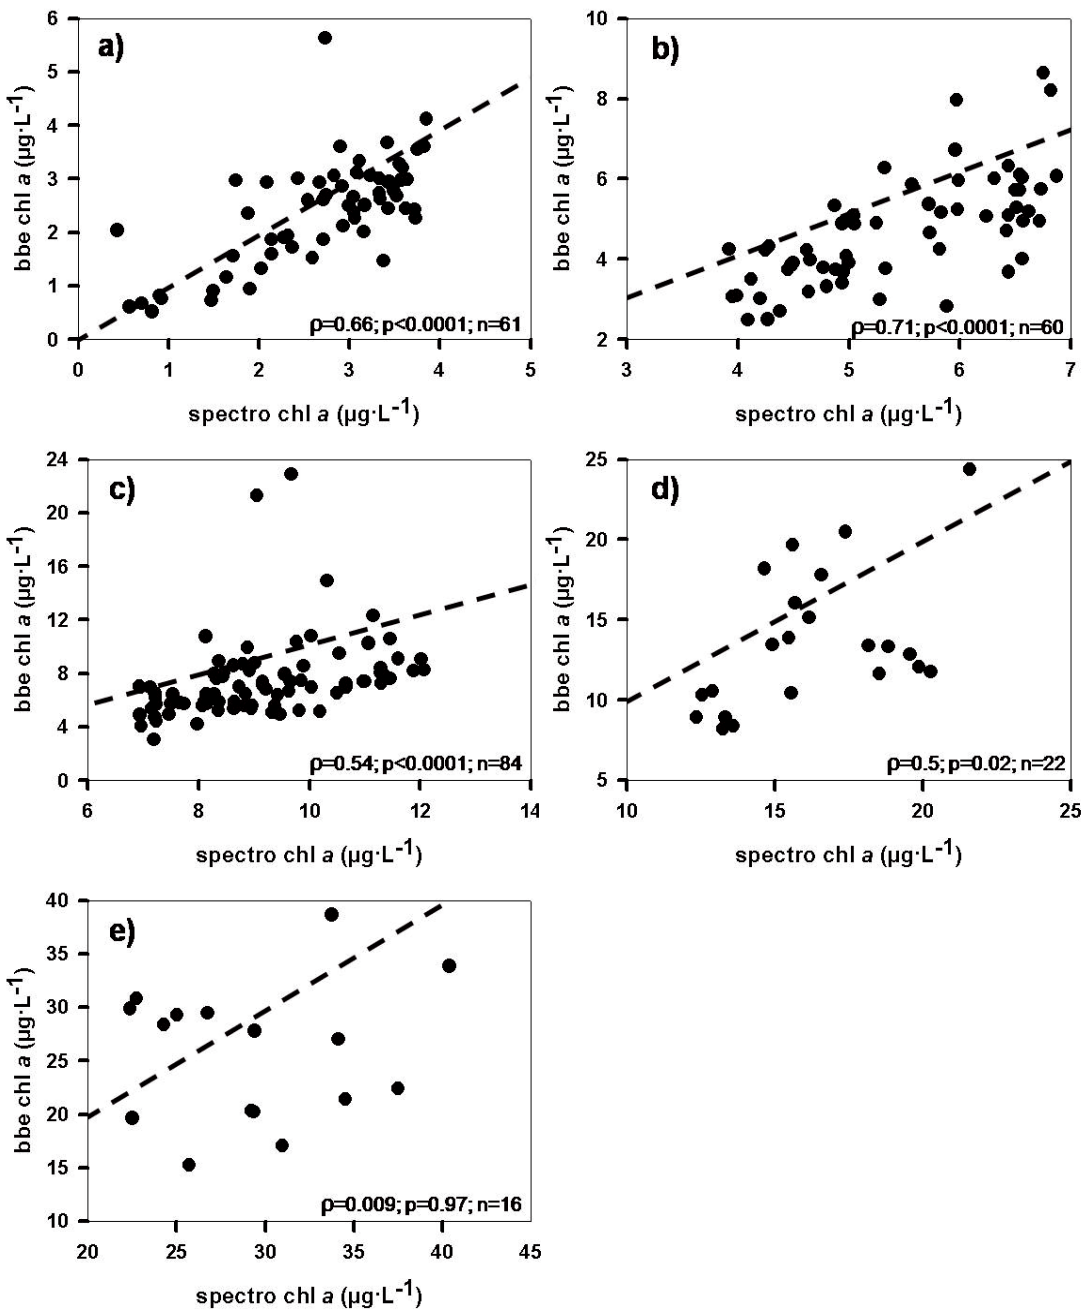 a)
6
5
4
3
2
1
0
bbe chl a (µg·L-1)
ρ=0.66; p<0.0001; n=61
0 1 2 3 4 5
spectro chl a (µg·L-1)
b)
10
8
6
4
2
bbe chl a (µg·L-1)
ρ=0.71; p<0.0001; n=60
3 4 5 6 7
spectro chl a (µg·L-1)
c)
24
20
16
12
8
4
0
bbe chl a (µg·L-1)
ρ=0.54; p<0.0001; n=84
6 8 10 12 14
spectro chl a (µg·L-1)
d)
25
20
15
10
5
bbe chl a (µg·L-1)
ρ=0.5; p=0.02; n=22
10 15 20 25
spectro chl a (µg·L-1)
e)
40
35
30
25
20
15
10
bbe chl a (µg·L-1)
ρ=0.009; p=0.97; n=16
20 25 30 35 40 45
spectro chl a (µg·L-1)